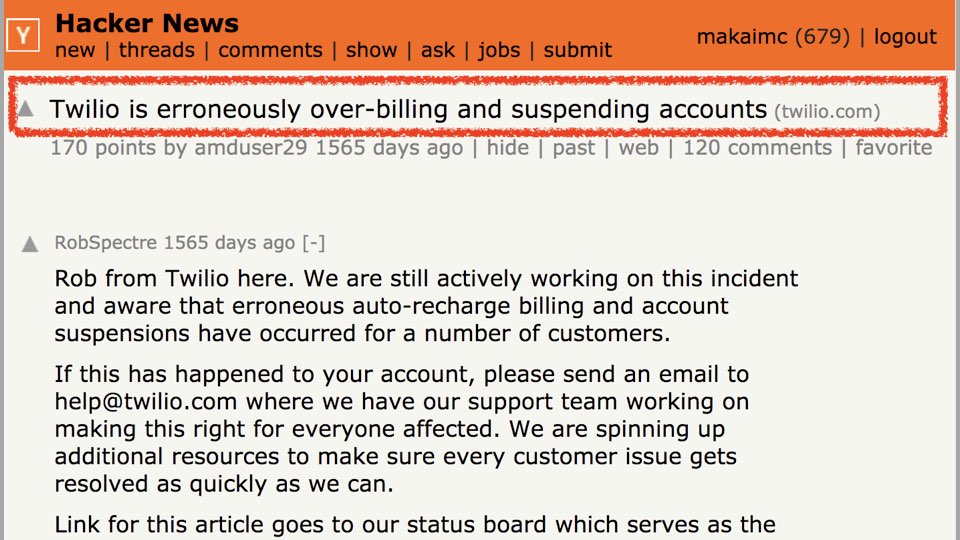 Y
Hacker News
new | threads | comments | show | ask | jobs | submit
makaimc (679) | logout
Twilio is erroneously over-billing and suspending accounts (twilio.com)
170 points by amduser29 1565 days ago | hide | past | web | 120 comments | favorite
RobSpectre 1565 days ago [-]
Rob from Twilio here. We are still actively working on this incident
and aware that erroneous auto-recharge billing and account
suspensions have occurred for a number of customers.
If this has happened to your account, please send an email to
help@twilio.com where we have our support team working on
making this right for everyone affected. We are spinning up
additional resources to make sure every customer issue gets
resolved as quickly as we can.
Link for this article goes to our status board which serves as the